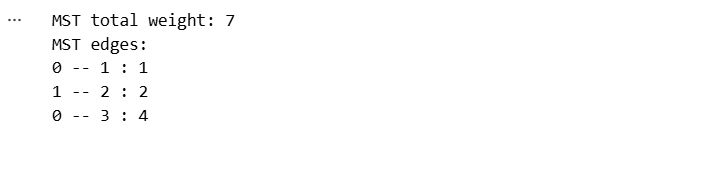 MST total weight: 7
MST edges:
0 -- 1 : 1
1 -- 2 : 2
0 -- 3 : 4